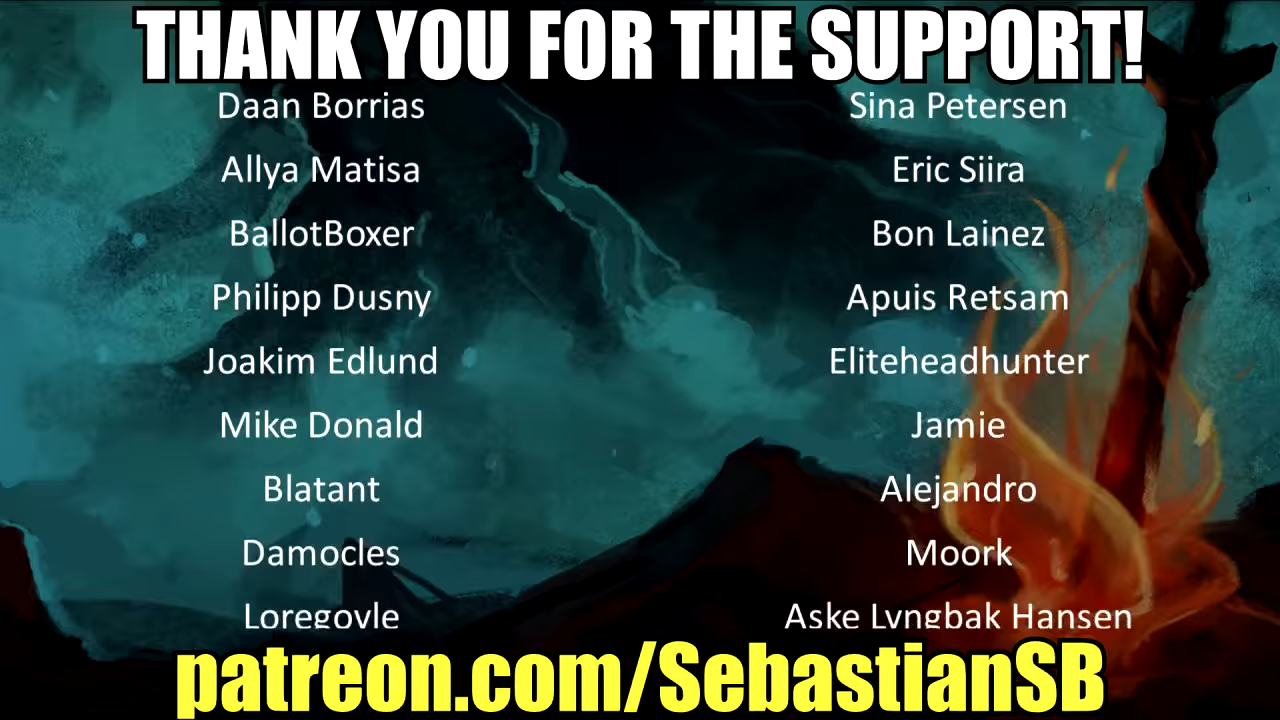 THANK YOU FOR THE SUPPORT!
Daan Borrias
Allya Matisa
BallotBoxer
Philipp Dusny
Joakim Edlund
Mike Donald
Blatant
Damocles
Loregoyle
Sina Petersen
Eric Siira
Bon Lainez
Apuis Retsam
Eliteheadhunter
Jamie
Alejandro
Moork
Aske Lyngbak Hansen
patreon.com/SebastianSB